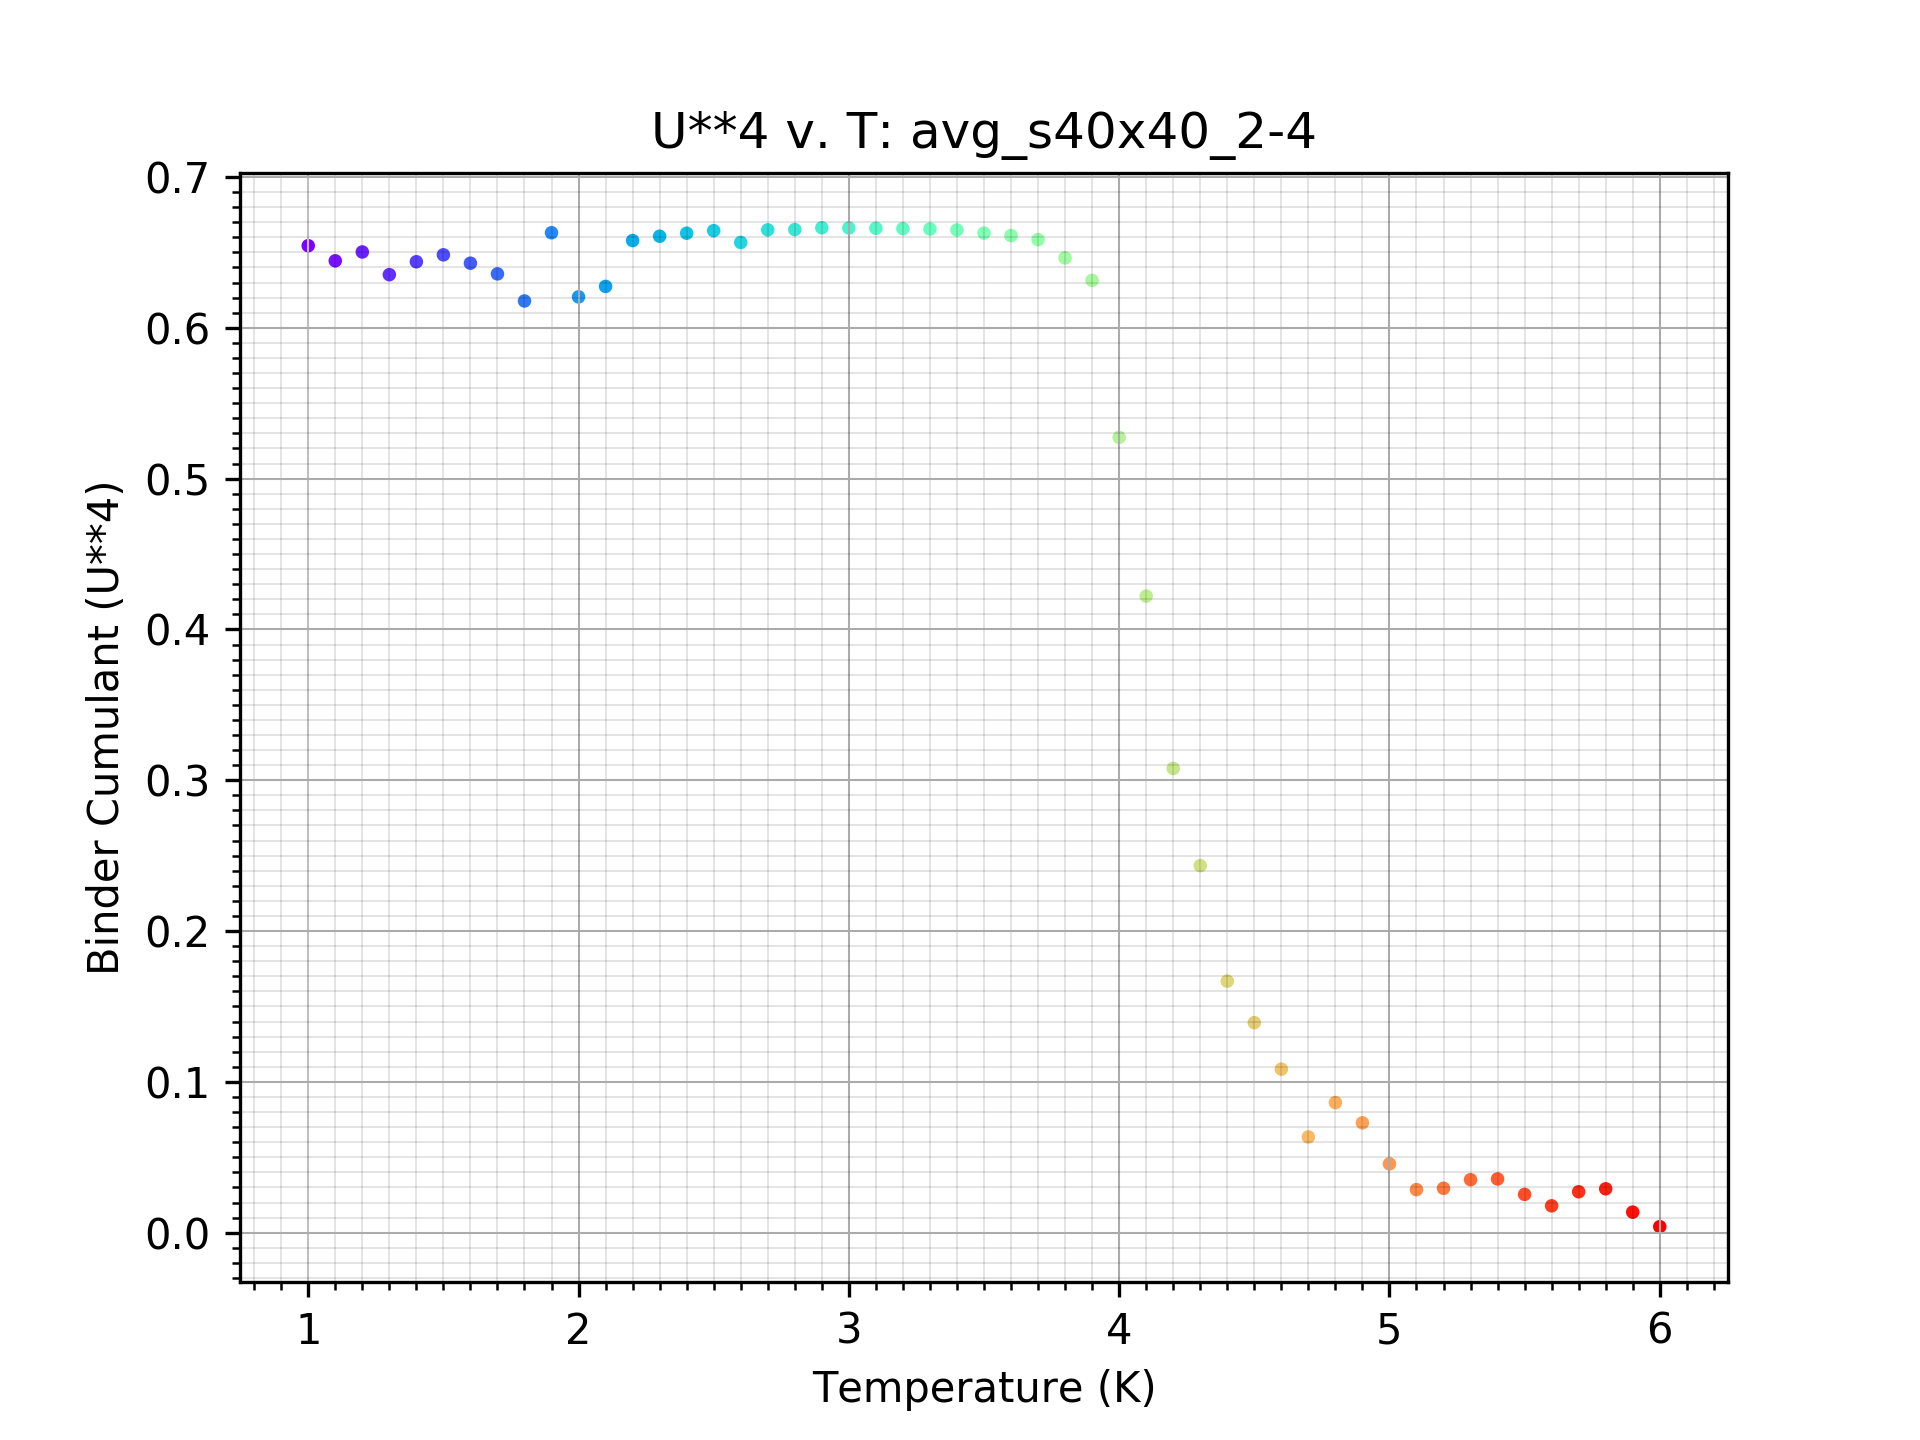 U**4 v. T: avg_s40x40_2-4
0.7
0.6
0.5
0.4
0.3
0.2
0.1
0.0
Binder Cumulant (U**4)
1 2 3 4 5 6
Temperature (K)